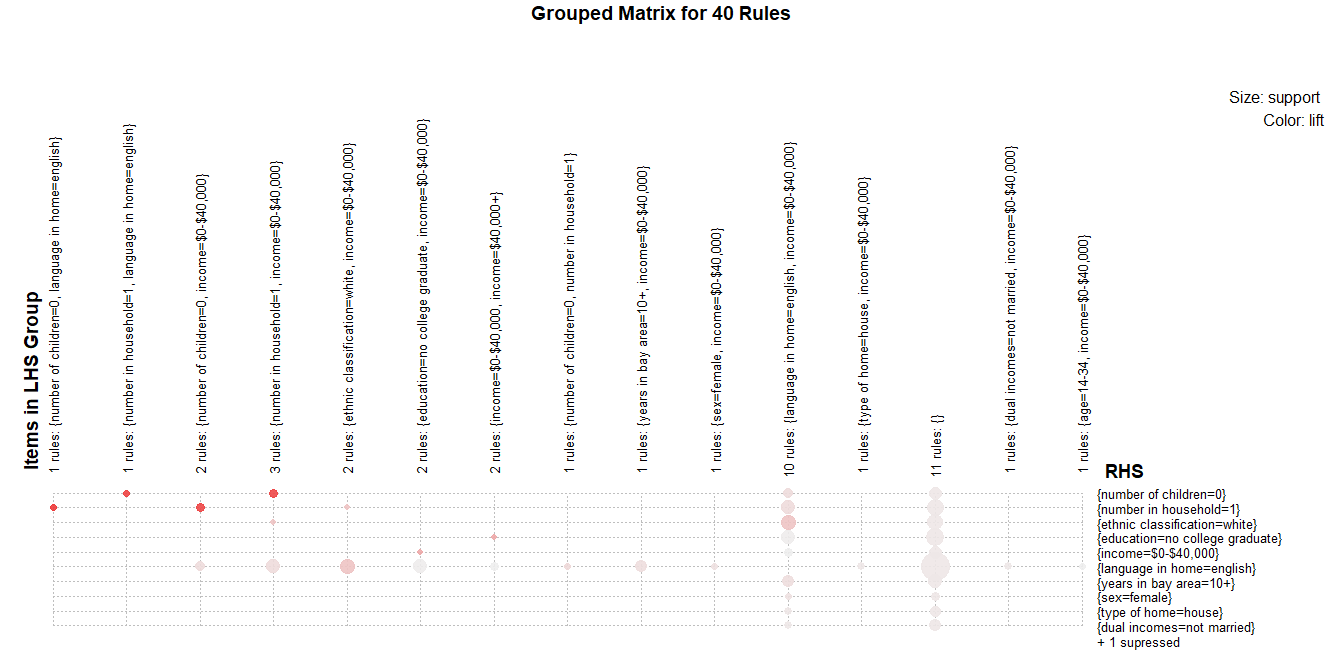 Grouped Matrix for 40 Rules
Size: support
Color: lift
Items in LHS Group
1 rules: {number of children=0, language in home=english}
1 rules: {number in household=1, language in home=english}
2 rules: {number of children=0, income=$0-$40,000}
3 rules: {number in household=1, income=$0-$40,000}
2 rules: {ethnic classification=white, income=$0-$40,000}
2 rules: {education=no college graduate, income=$0-$40,000}
2 rules: {income=$0-$40,000, income=$40,000+}
1 rules: {number of children=0, number in household=1}
1 rules: {years in bay area=10+, income=$0-$40,000}
1 rules: {sex=female, income=$0-$40,000}
10 rules: {language in home=english, income=$0-$40,000}
1 rules: {type of home=house, income=$0-$40,000}
11 rules: {}
1 rules: {dual incomes=not married, income=$0-$40,000}
1 rules: {age=14-34, income=$0-$40,000}
RHS
{number of children=0}
{number in household=1}
{ethnic classification=white}
{education=no college graduate}
{income=$0-$40,000}
{language in home=english}
{years in bay area=10+}
{sex=female}
{type of home=house}
{dual incomes=not married}
+ 1 supressed